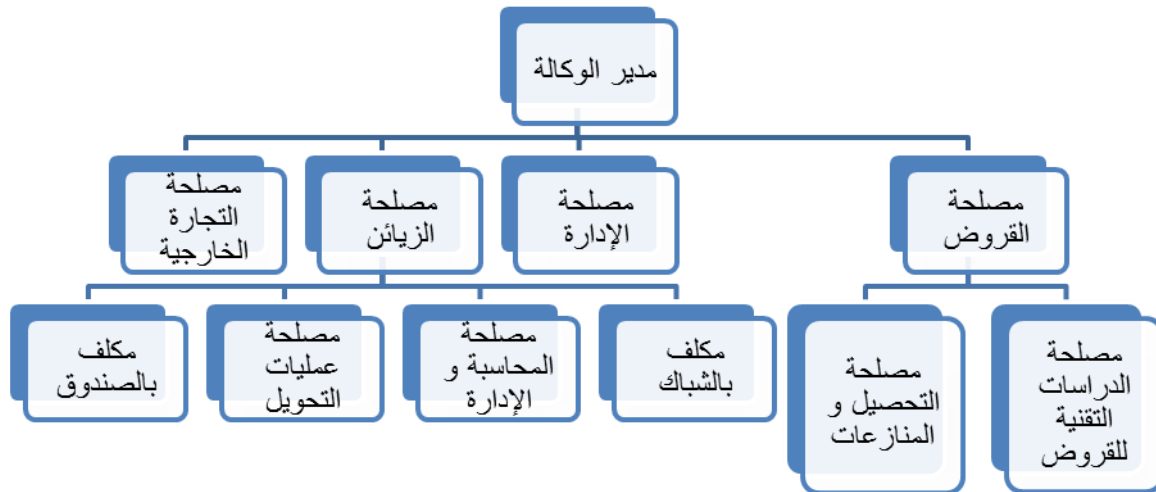 مدير الوكالة
مصلحة
القروض
مصلحة
الإدارة
مصلحة
الزبائن
مصلحة
التجارة
الخارجية
مصلحة
الدراسات
التقنية
للقروض
مصلحة
التحصيل و
المنازعات
مكلف
بالشباك
مصلحة
المحاسبة و
الإدارة
مصلحة
عمليات
التحويل
مكلف
بالصندوق